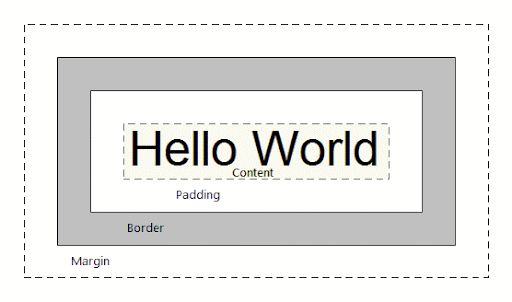 Hello World
Content
Padding
Border
Margin